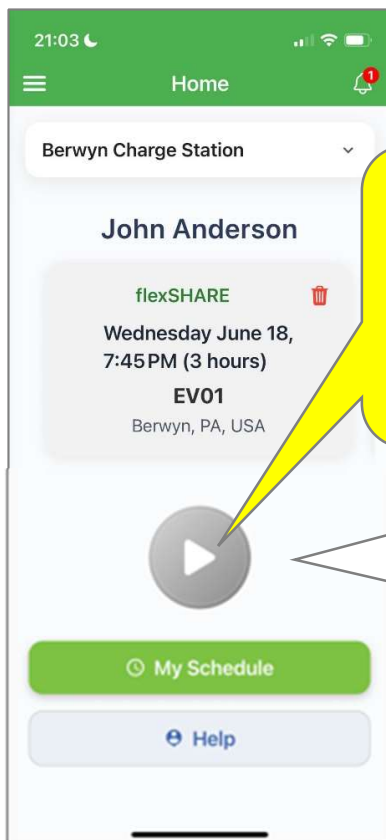 21:03
Home
1
Berwyn Charge Station
John Anderson
flexSHARE
Wednesday June 18,
7:45 PM (3 hours)
EV01
Berwyn, PA, USA
My Schedule
Help